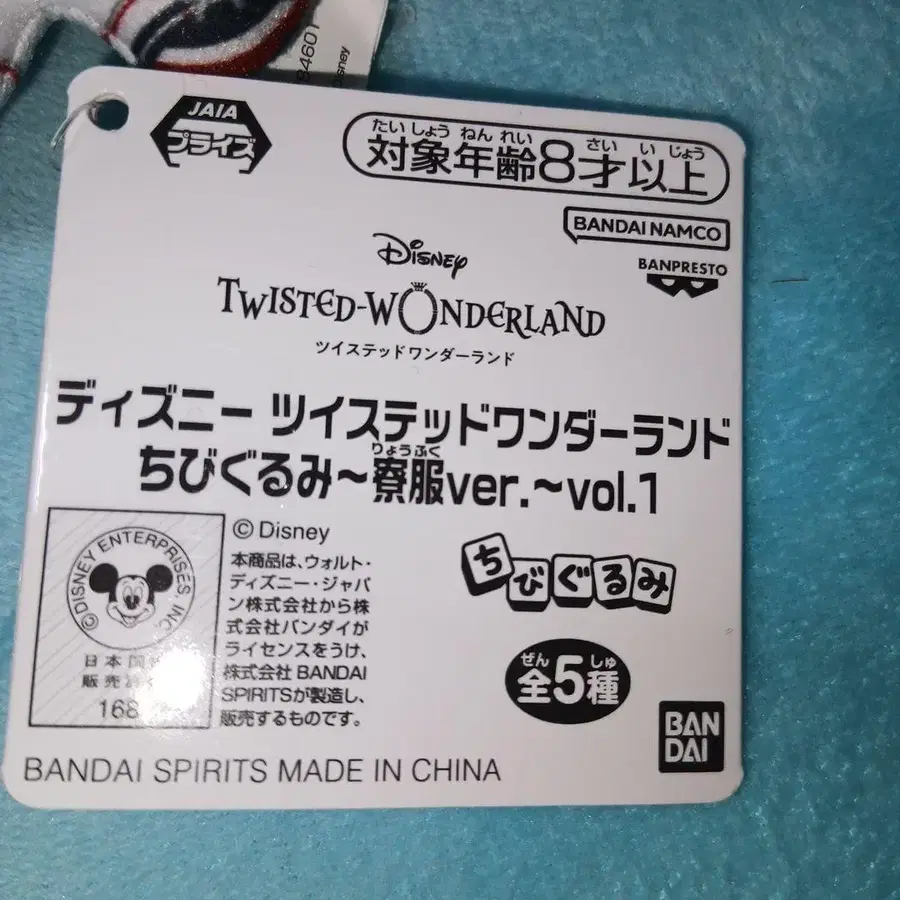 94601
Disney
JAIA
プライズ
たいしょうねんれい さいいじょう
対象年齢8才以上
BANDAI NAMCO
BANPRESTO
Disney
TWISTED-WONDERLAND
ツイステッドワンダーランド
ディズニー ツイステッドワンダーランド
りょうふく
ちびぐるみ~寮服ver.~vol.1
©DISNEY ENTERPRISES, INC.
日本国
販売
168
©Disney
本商品は、ウォルト・
ディズニー・ジャパ
ン株式会社から株
式会社バンダイが
ライセンスをうけ、
株式会社 BANDAI
SPIRITSが製造し、
販売するものです。
ちびぐるみ
ぜん しゅ
全5種
BAN
DAI
BANDAI SPIRITS MADE IN CHINA